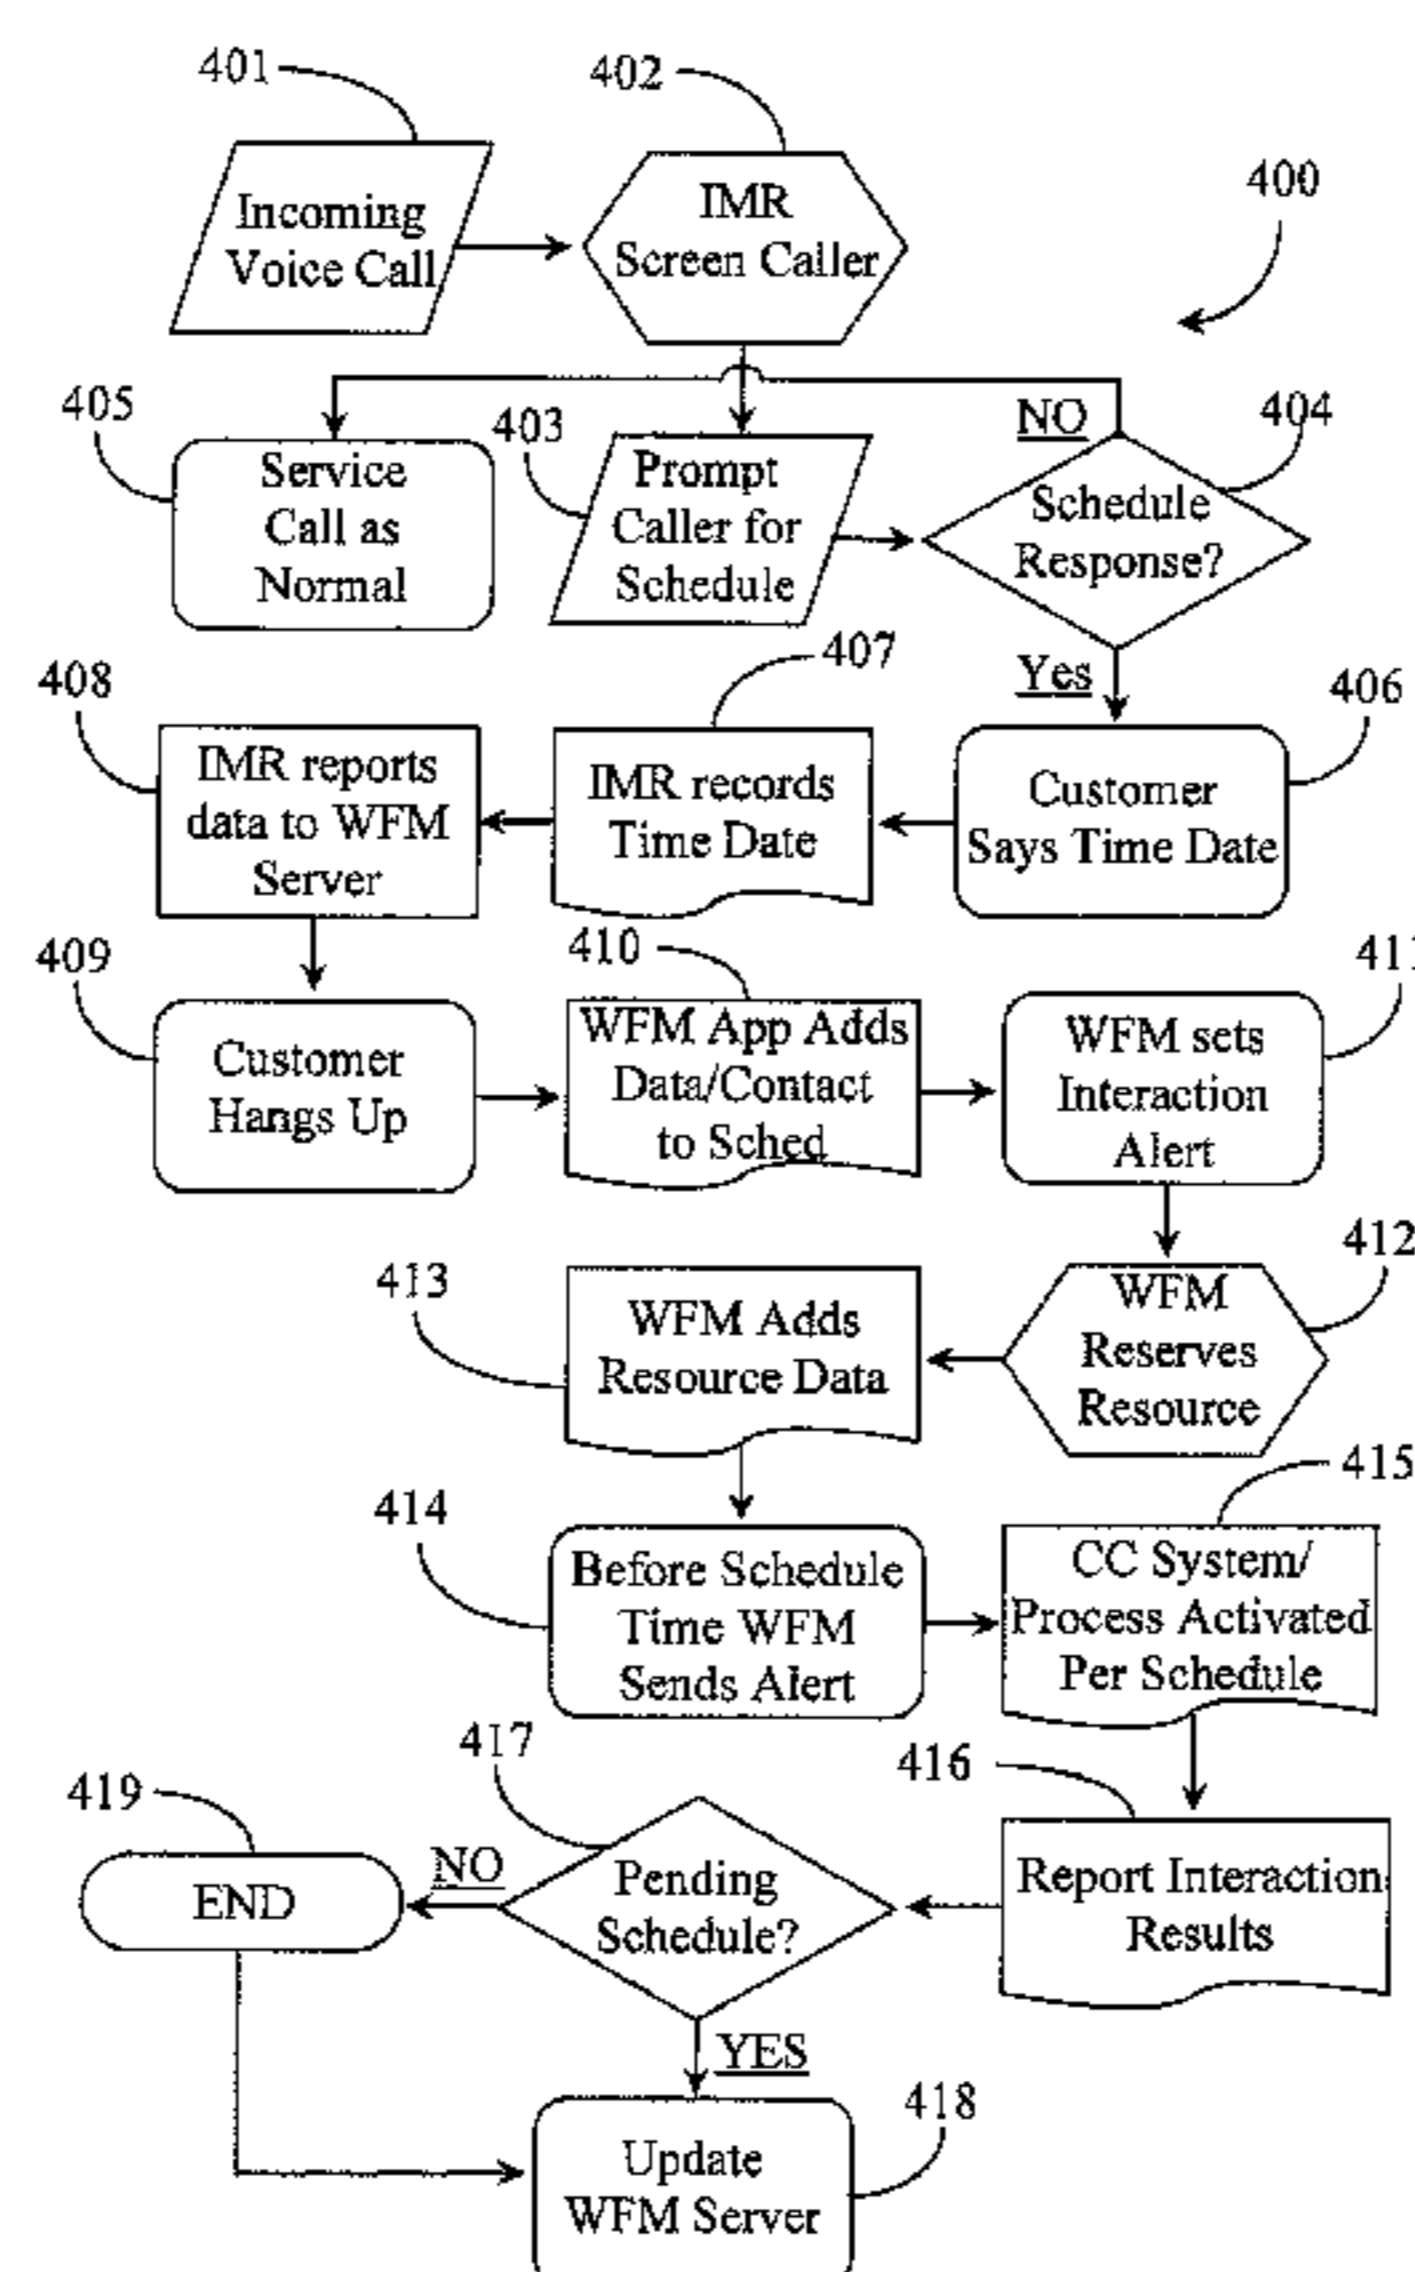 401
402
400
Incoming
Voice Call
IMR
Screen Caller
405
403
NO
404
Service
Call as
Normal
Prompt
Caller for
Schedule
Schedule
Response?
408
407
Yes
406
IMR reports
data to WFM
Server
IMR records
Time Date
Customer
Says Time Date
409
410
411
Customer
Hangs Up
WFM App Adds
Data/Contact
to Sched
WFM sets
Interaction
Alert
413
412
WFM Adds
Resource Data
WFM
Reserves
Resource
414
415
Before Schedule
Time WFM
Sends Alert
CC System/
Process Activated
Per Schedule
419
417
416
END
NO
Pending
Schedule?
Report Interaction
Results
YES
418
Update
WFM Server